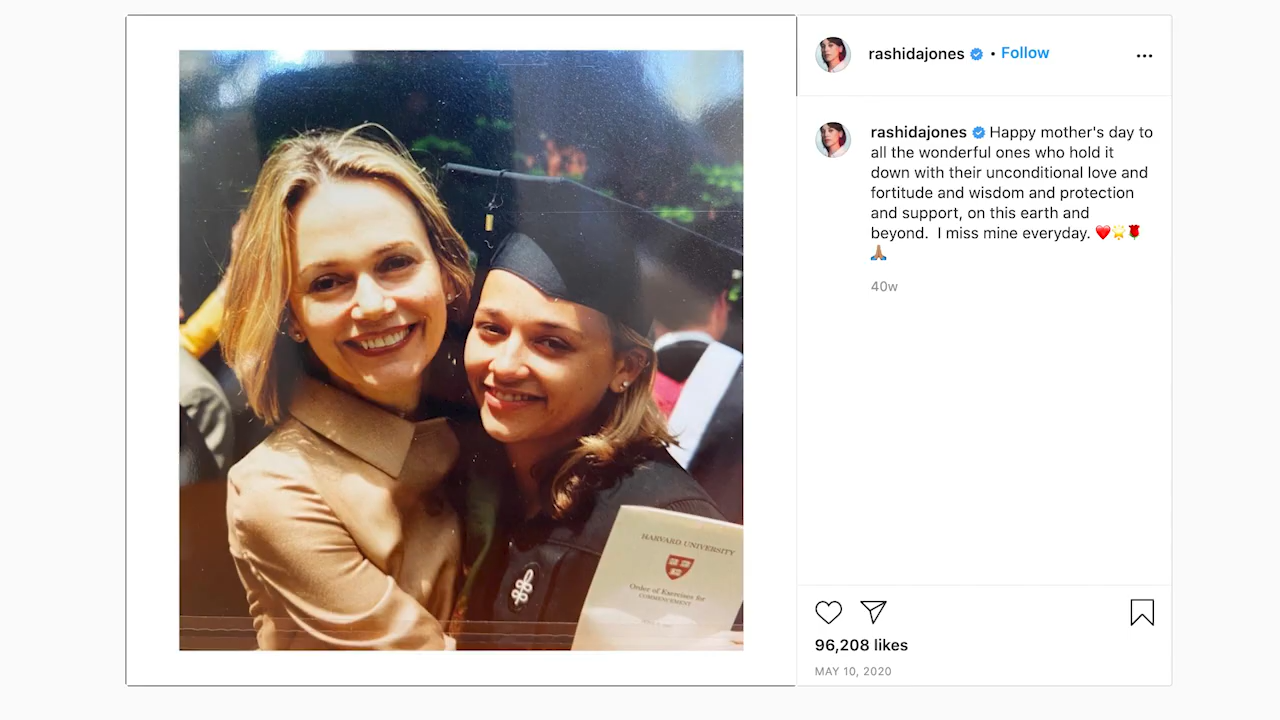 rashidajones • Follow
rashidajones Happy mother's day to
all the wonderful ones who hold it
down with their unconditional love and
fortitude and wisdom and protection
and support, on this earth and
beyond. I miss mine everyday. ❤️🌟🌹
🙏🏽
40w
HARVARD UNIVERSITY
Order of Exercises for
COMMENCEMENT
96,208 likes
MAY 10, 2020